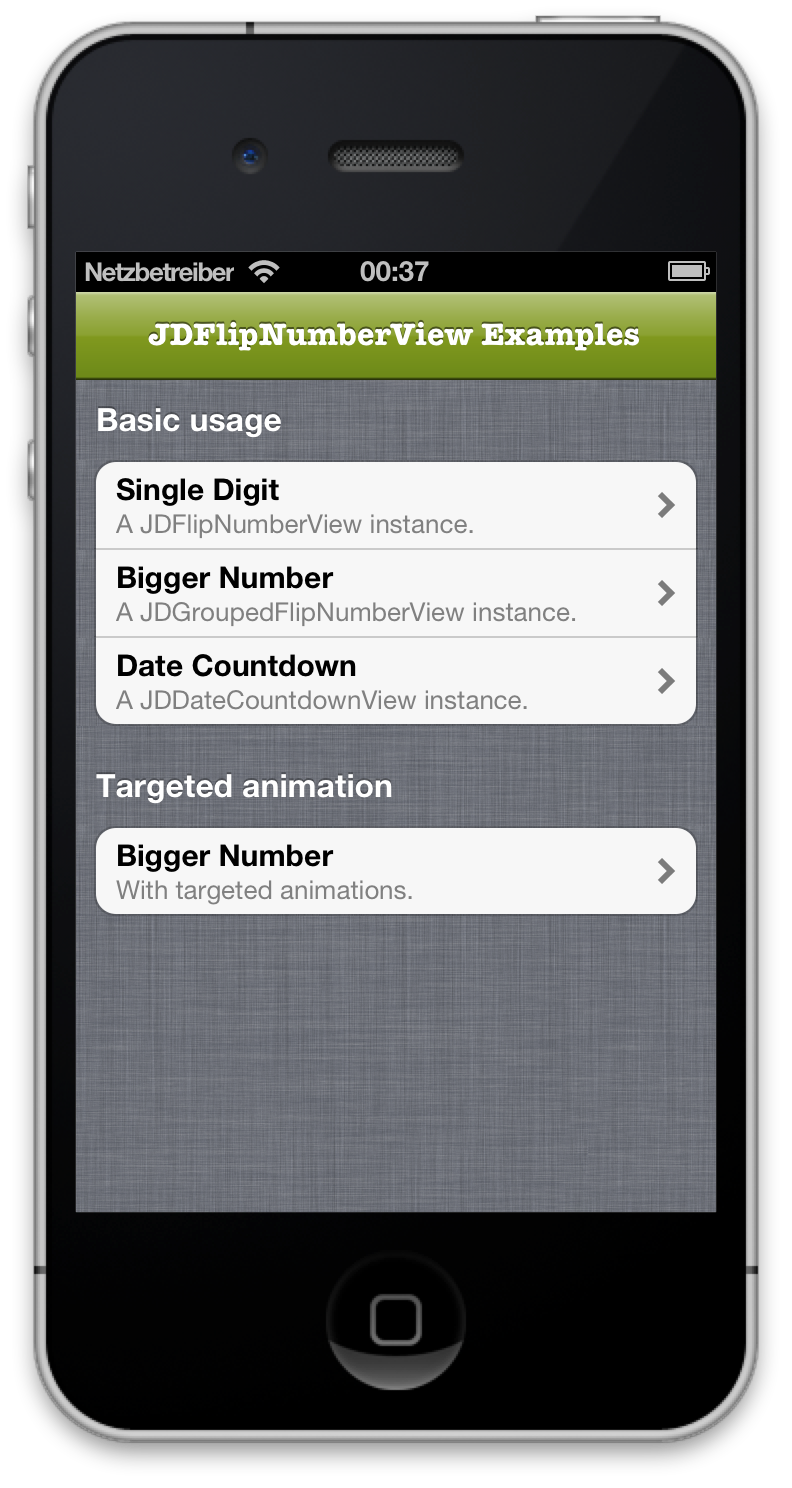 Netzbetreiber 00:37
JDFlipNumberView Examples
Basic usage
Single Digit
A JDFlipNumberView instance.
Bigger Number
A JDGroupedFlipNumberView instance.
Date Countdown
A JDDateCountdownView instance.
Targeted animation
Bigger Number
With targeted animations.